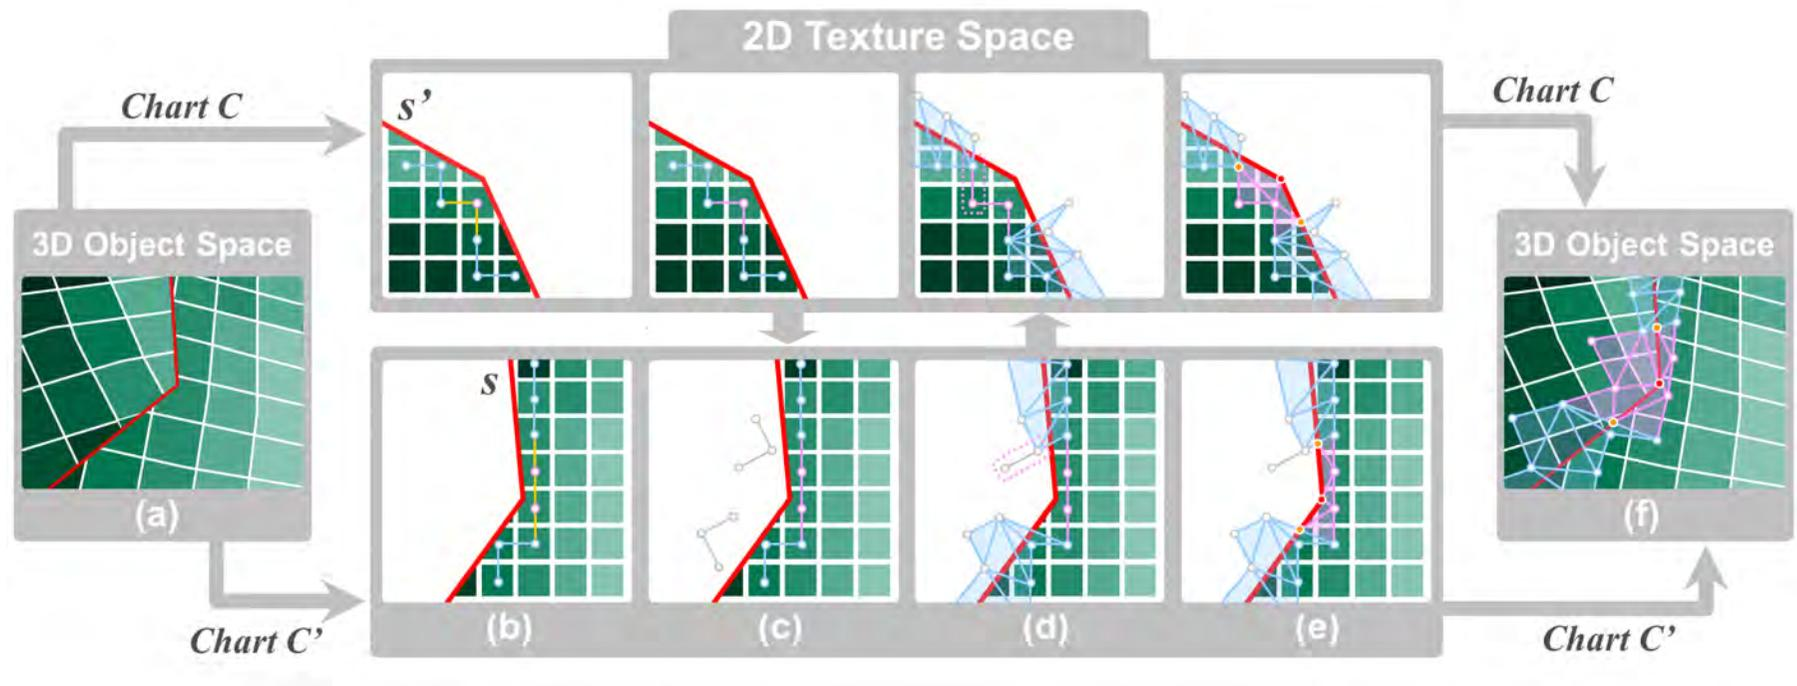 2D Texture Space
Chart C
s’
Chart C
3D Object Space
3D Object Space
s
(a)
(f)
Chart C’
(b)
(c)
(d)
(e)
Chart C’